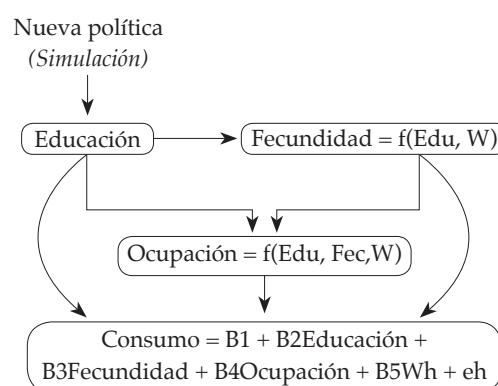 Nueva política
(Simulación)
Educación
Fecundidad = f(Edu, W)
Ocupación = f(Edu, Fec,W)
Consumo = B1 + B2Educación +
B3Fecundidad + B4Ocupación + B5Wh + eh